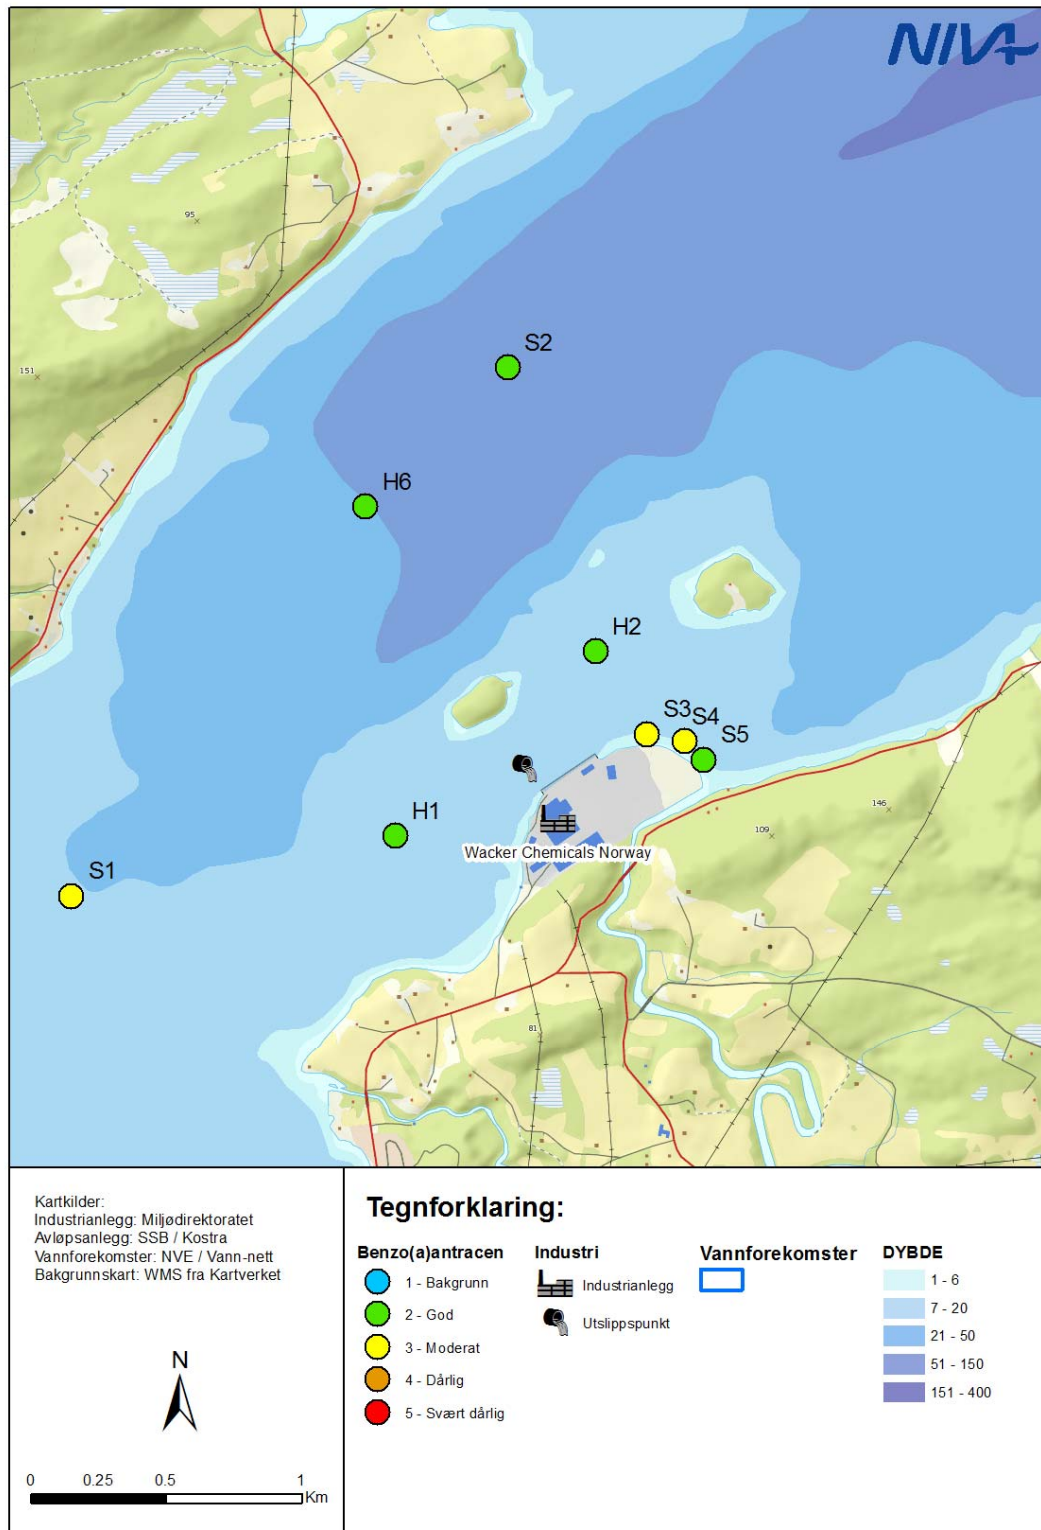 NIVA
95
151
S2
H6
H2
S3
S4
S5
H1
S1
Wacker Chemicals Norway
146
109
81
Kartkilder:
Industrianlegg: Miljødirektoratet
Avløpsanlegg: SSB / Kostra
Vannforekomster: NVE / Vann-nett
Bakgrunnskart: WMS fra Kartverket
N
0 0.25 0.5 1
Km
Tegnforklaring:
Benzo(a)antracen
1 - Bakgrunn
2 - God
3 - Moderat
4 - Dårlig
5 - Svært dårlig
Industri
Industrianlegg
Utslippspunkt
Vannforekomster
DYBDE
1 - 6
7 - 20
21 - 50
51 - 150
151 - 400